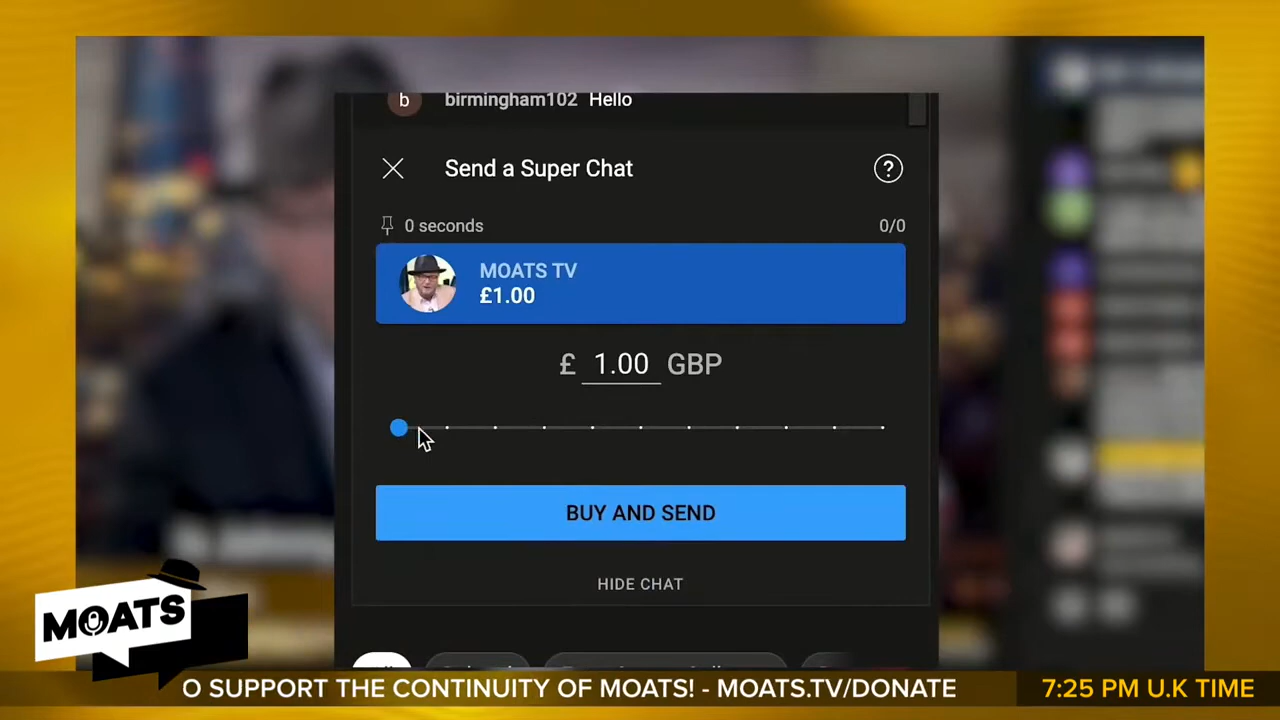 b birmingham102 Hello
Send a Super Chat
?
0 seconds 0/0
MOATS TV
£1.00
£ 1.00 GBP
BUY AND SEND
HIDE CHAT
MOATS
O SUPPORT THE CONTINUITY OF MOATS! - MOATS.TV/DONATE
7:25 PM U.K TIME